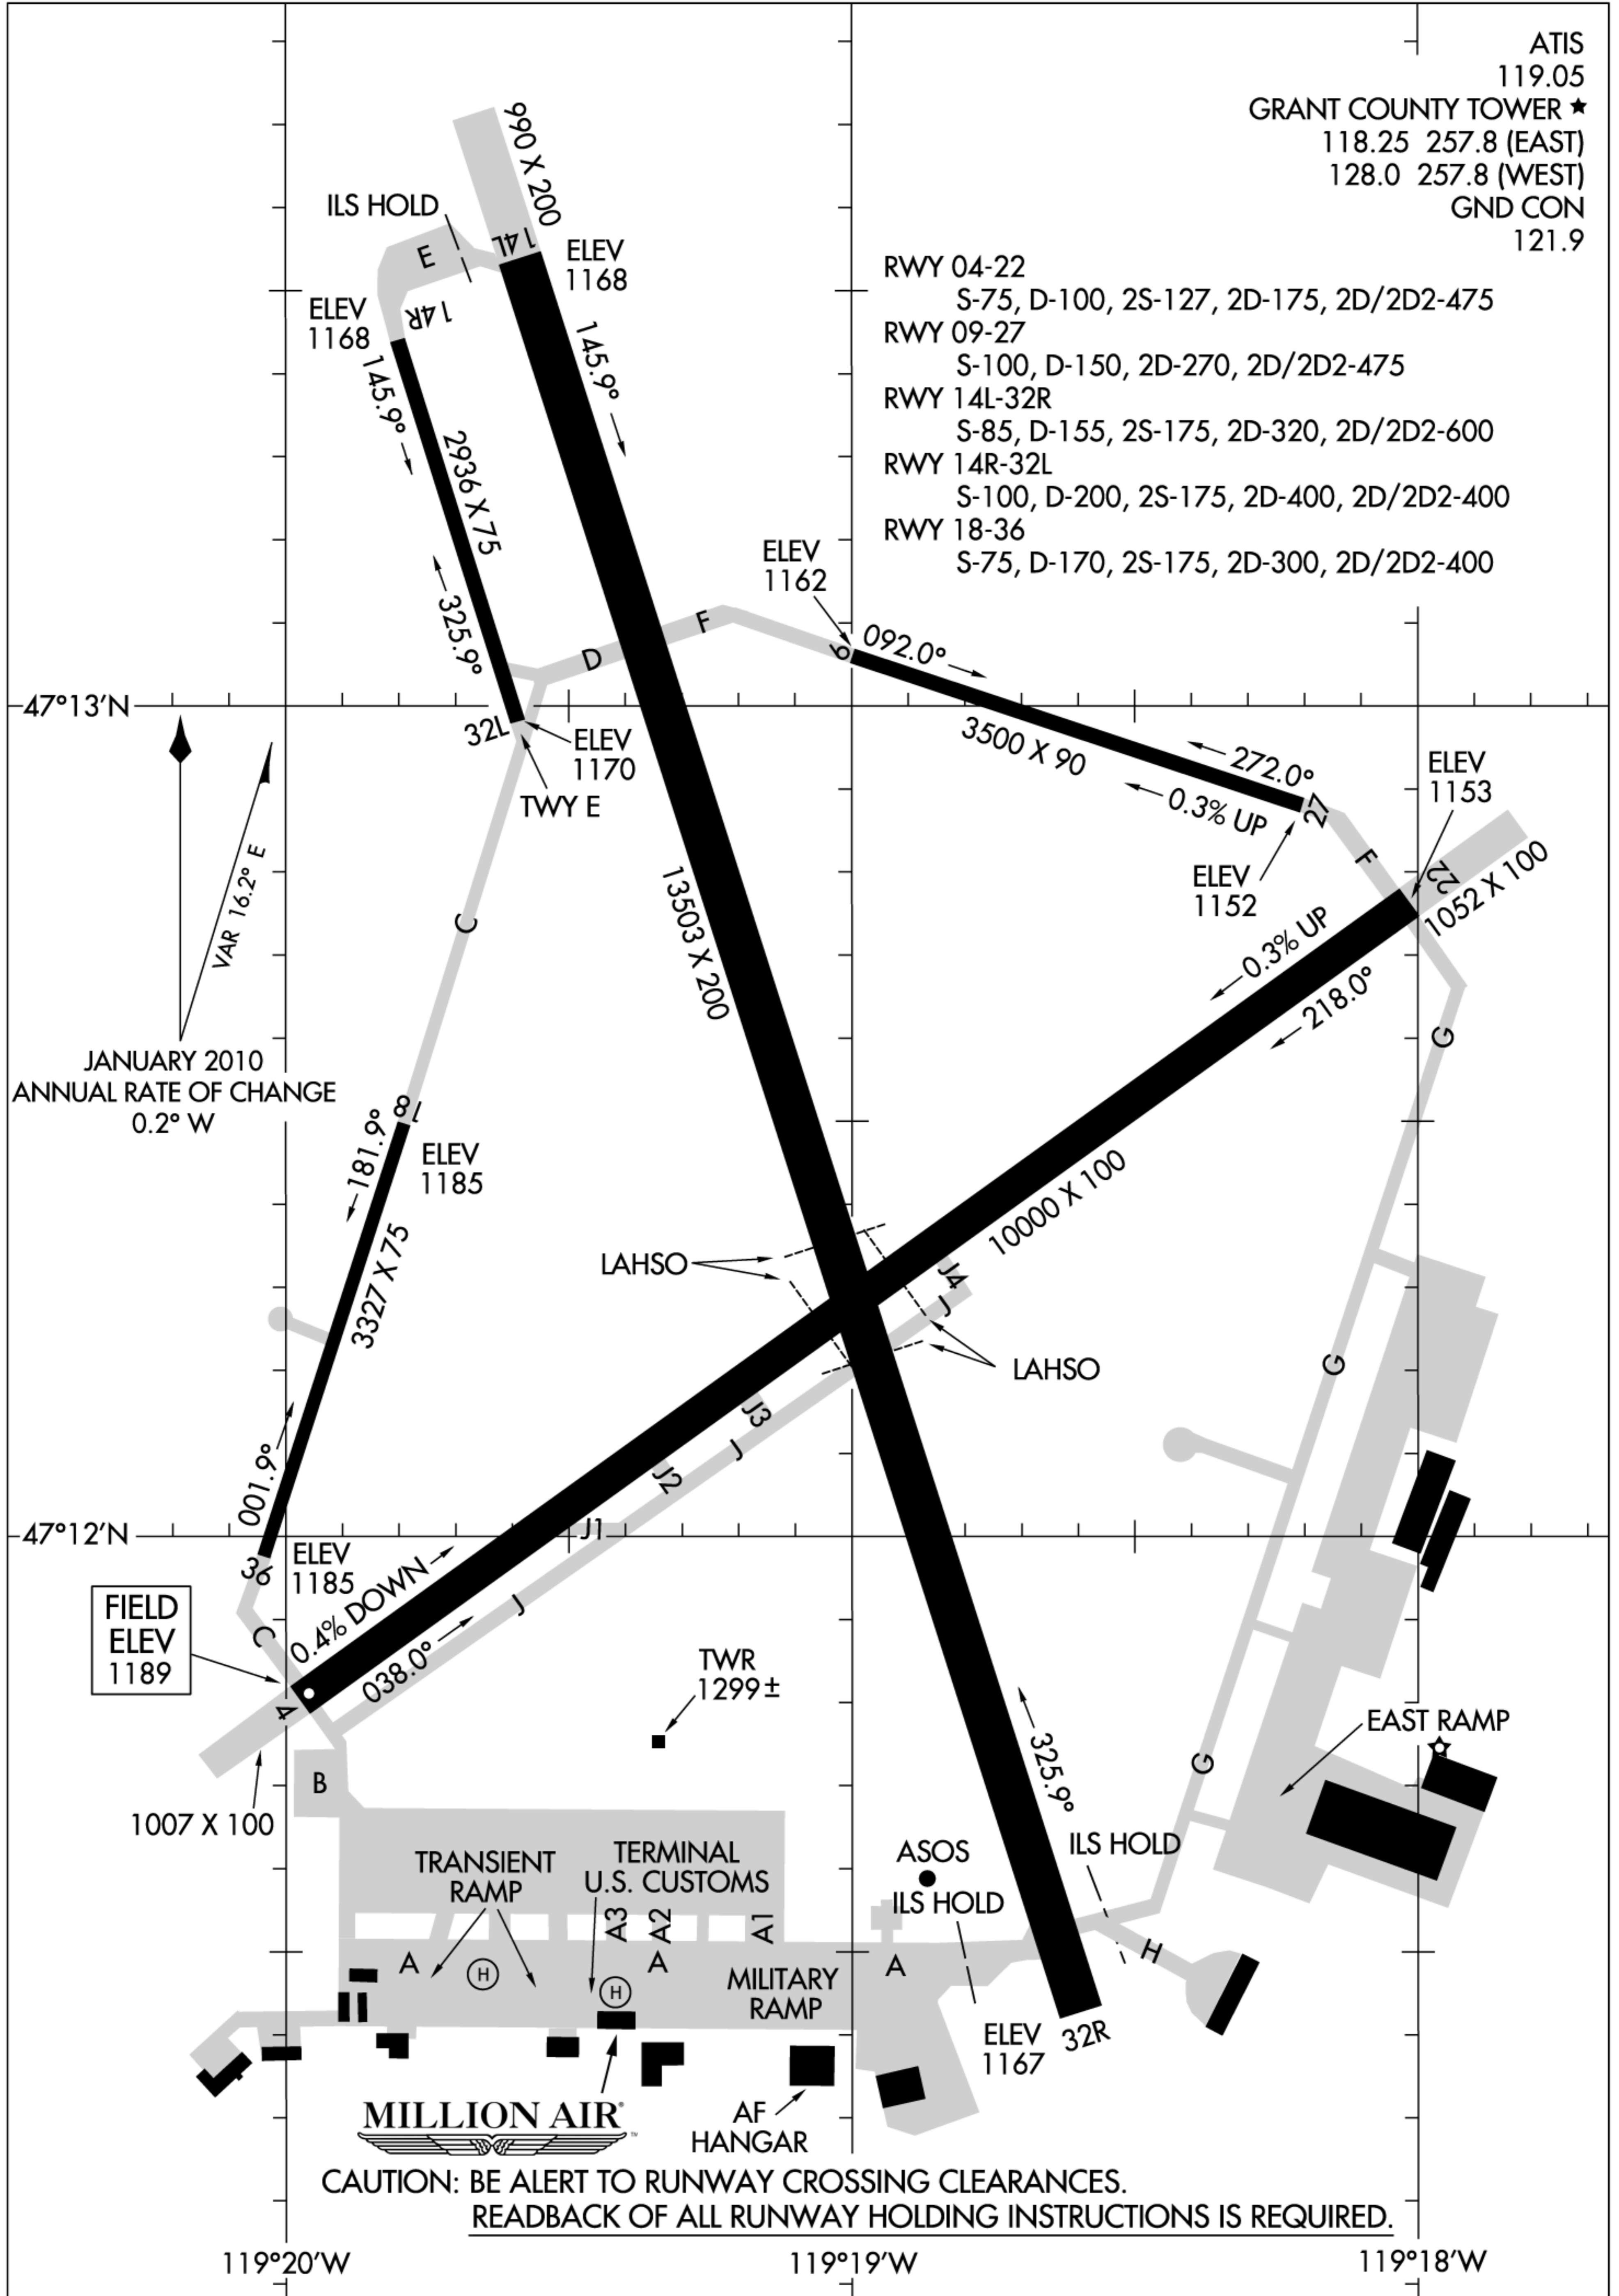 ATIS
119.05
GRANT COUNTY TOWER ★
118.25 257.8 (EAST)
128.0 257.8 (WEST)
GND CON
121.9
RWY 04-22
S-75, D-100, 2S-127, 2D-175, 2D/2D2-475
RWY 09-27
S-100, D-150, 2D-270, 2D/2D2-475
RWY 14L-32R
S-85, D-155, 2S-175, 2D-320, 2D/2D2-600
RWY 14R-32L
S-100, D-200, 2S-175, 2D-400, 2D/2D2-400
RWY 18-36
S-75, D-170, 2S-175, 2D-300, 2D/2D2-400
990 X 200
ILS HOLD
E
14L
ELEV
1168
14R
ELEV
1168
145.9°
145.9°
2936 X 75
325.9°
ELEV
1162
F
D
9
092.0°
47°13'N
32L
ELEV
1170
TWY E
3500 X 90
272.0°
0.3% UP
27
ELEV
1153
ELEV
1152
F
22
1052 X 100
VAR 16.2° E
C
13503 X 200
0.3% UP
218.0°
G
JANUARY 2010
ANNUAL RATE OF CHANGE
0.2° W
18
181.9°
ELEV
1185
10000 X 100
3327 X 75
LAHSO
J4
J
LAHSO
G
J3
J
J2
001.9°
47°12'N
J1
36
ELEV
1185
FIELD
ELEV
1189
C
0.4% DOWN
J
038.0°
4
TWR
1299±
EAST RAMP
325.9°
G
B
1007 X 100
TRANSIENT
RAMP
TERMINAL
U.S. CUSTOMS
ASOS
ILS HOLD
ILS HOLD
A3
A2
A1
A
H
A
A
H
H
MILITARY
RAMP
ELEV
1167
32R
MILLION AIR®
™
AF
HANGAR
CAUTION: BE ALERT TO RUNWAY CROSSING CLEARANCES.
READBACK OF ALL RUNWAY HOLDING INSTRUCTIONS IS REQUIRED.
119°20'W
119°19'W
119°18'W